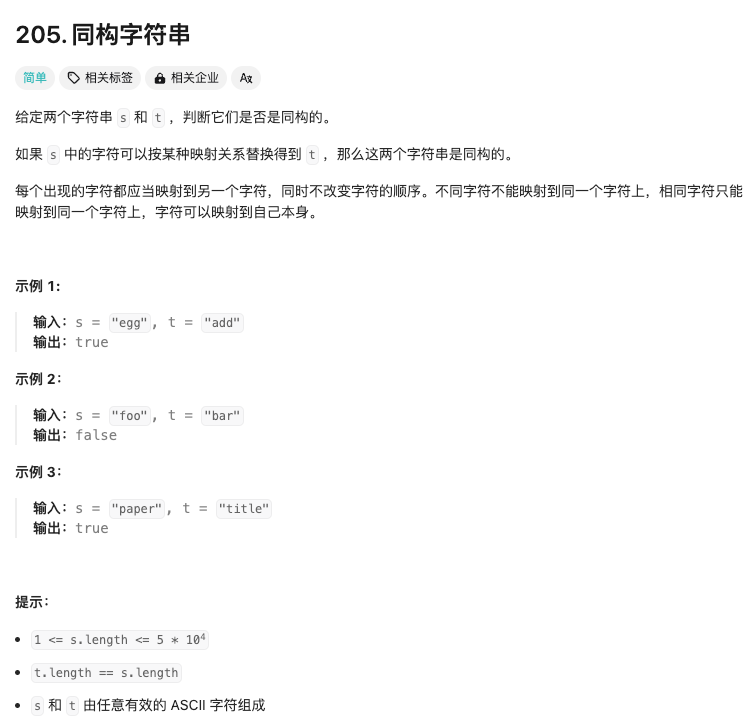 205. 同构字符串
简单 相关标签 相关企业 Aあ
给定两个字符串 s 和 t ，判断它们是否是同构的。
如果 s 中的字符可以按某种映射关系替换得到 t ，那么这两个字符串是同构的。
每个出现的字符都应当映射到另一个字符，同时不改变字符的顺序。不同字符不能映射到同一个字符上，相同字符只能
映射到同一个字符上，字符可以映射到自己本身。
示例 1:
输入：s = "egg", t = "add"
输出：true
示例 2：
输入：s = "foo", t = "bar"
输出：false
示例 3：
输入：s = "paper", t = "title"
输出：true
提示：
• 1 <= s.length <= 5 * 10⁴
• t.length == s.length
• s 和 t 由任意有效的 ASCII 字符组成